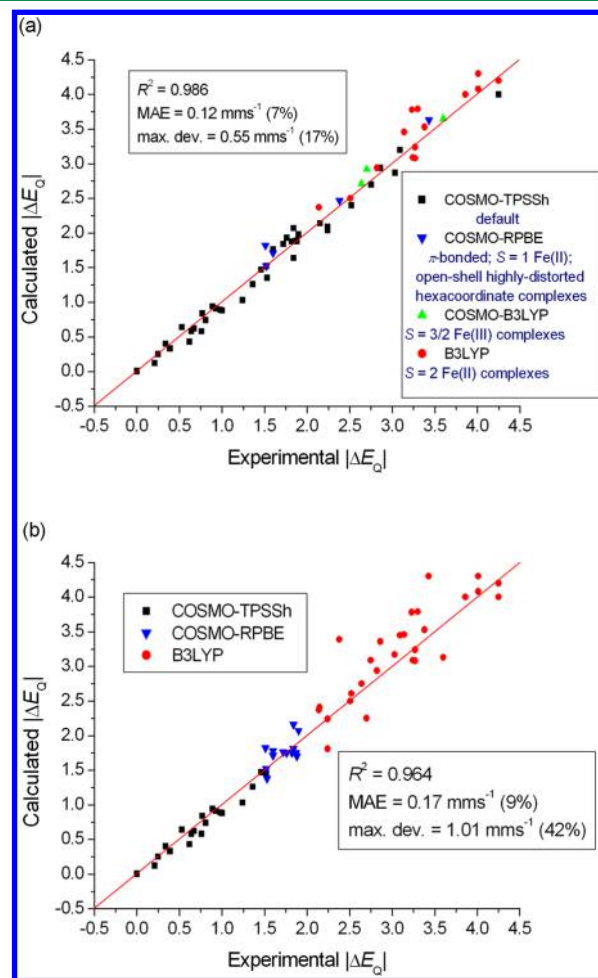 (a)
4.5
4.0
3.5
3.0
2.5
2.0
1.5
1.0
0.5
0.0
-0.5
Calculated |ΔE_Q|
R² = 0.986
MAE = 0.12 mms⁻¹ (7%)
max. dev. = 0.55 mms⁻¹ (17%)
COSMO-TPSSh
default
COSMO-RPBE
π-bonded; S = 1 Fe(II);
open-shell highly-distorted
hexacoordinate complexes
COSMO-B3LYP
S = 3/2 Fe(III) complexes
B3LYP
S = 2 Fe(II) complexes
-0.5 0.0 0.5 1.0 1.5 2.0 2.5 3.0 3.5 4.0 4.5
Experimental |ΔE_Q|
(b)
4.5
4.0
3.5
3.0
2.5
2.0
1.5
1.0
0.5
0.0
-0.5
Calculated |ΔE_Q|
COSMO-TPSSh
COSMO-RPBE
B3LYP
R² = 0.964
MAE = 0.17 mms⁻¹ (9%)
max. dev. = 1.01 mms⁻¹ (42%)
-0.5 0.0 0.5 1.0 1.5 2.0 2.5 3.0 3.5 4.0 4.5
Experimental |ΔE_Q|